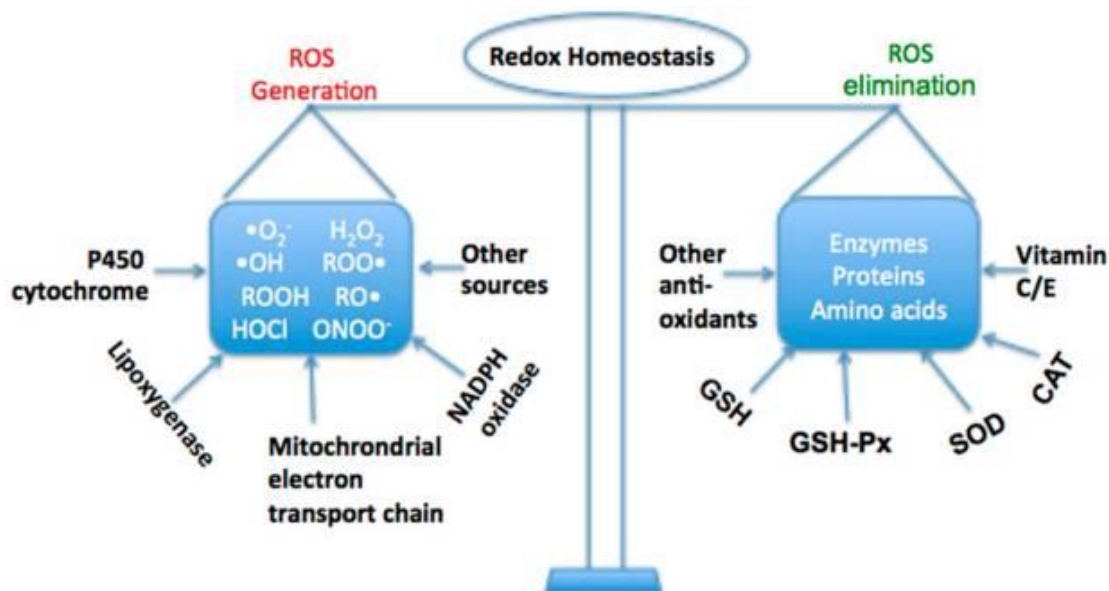 Redox Homeostasis
ROS
Generation
ROS
elimination
•O₂⁻ H₂O₂
•OH ROO•
ROOH RO•
HOCl ONOO⁻
P450
cytochrome
Other
sources
Lipoxygenase
Mitochrondrial
electron
transport chain
NADPH
oxidase
Enzymes
Proteins
Amino acids
Other
anti-
oxidants
Vitamin
C/E
GSH
GSH-Px
SOD
CAT